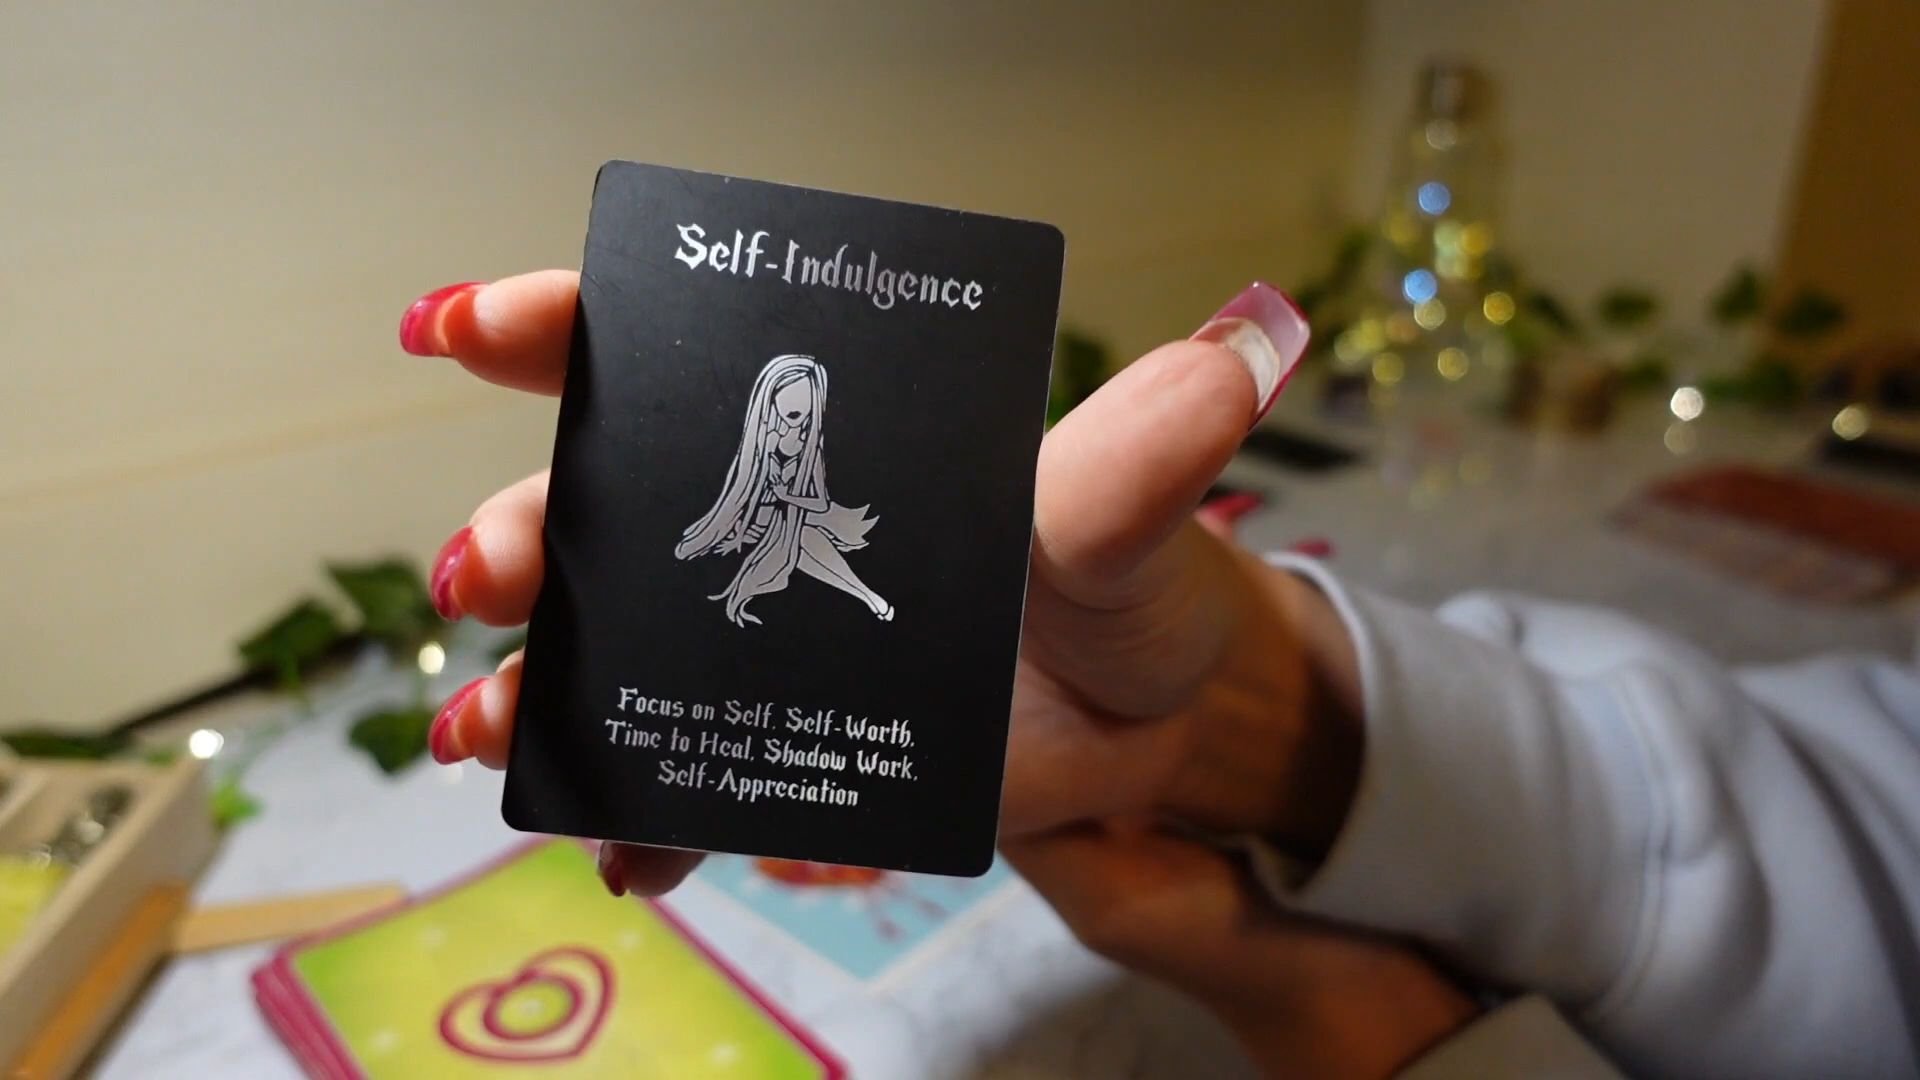 Self-Indulgence
Focus on Self, Self-Worth,
Time to Heal, Shadow Work,
Self-Appreciation